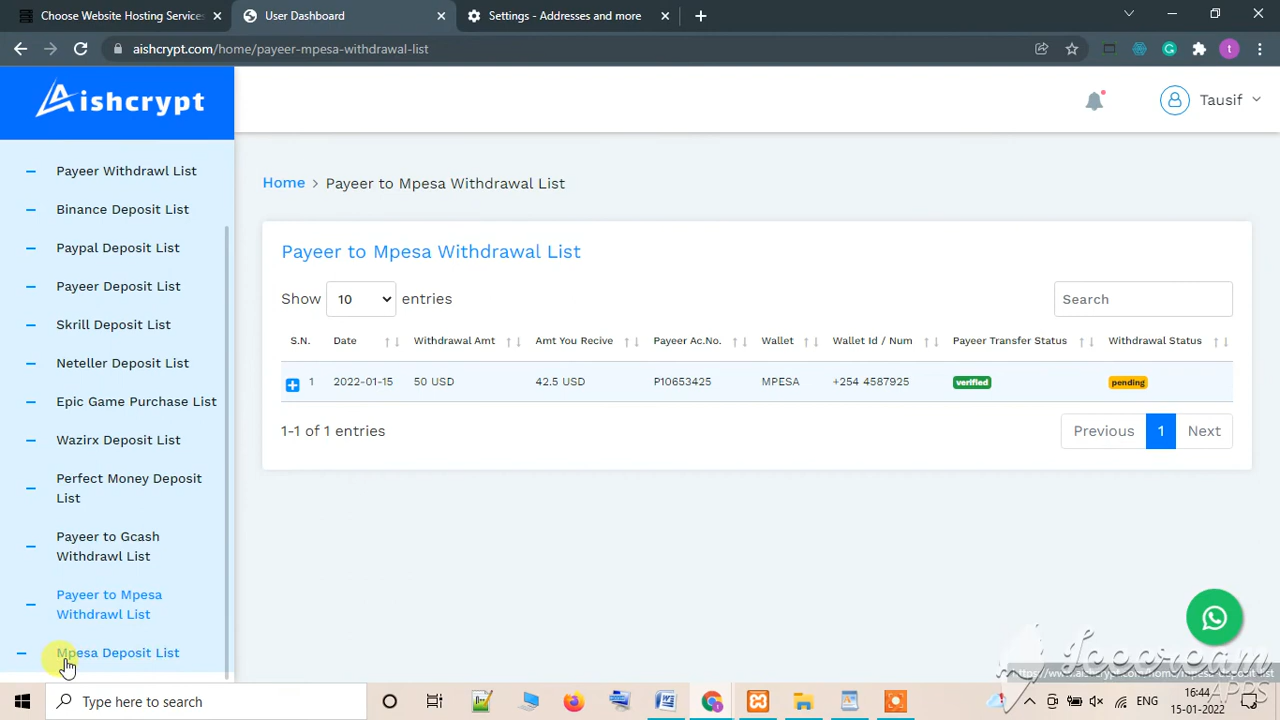 Choose Website Hosting Services
User Dashboard
Settings - Addresses and more
aishcrypt.com/home/payeer-mpesa-withdrawal-list
Aishcrypt
Tausif
Payeer Withdrawl List
Binance Deposit List
Paypal Deposit List
Payeer Deposit List
Skrill Deposit List
Neteller Deposit List
Epic Game Purchase List
Wazirx Deposit List
Perfect Money Deposit
List
Payeer to Gcash
Withdrawl List
Payeer to Mpesa
Withdrawl List
Mpesa Deposit List
Home > Payeer to Mpesa Withdrawal List
Payeer to Mpesa Withdrawal List
Show 10 entries
Search
S.N. Date Withdrawal Amt Amt You Recive Payeer Ac.No. Wallet Wallet Id / Num Payeer Transfer Status Withdrawal Status
1 2022-01-15 50 USD 42.5 USD P10653425 MPESA +254 4587925 verified pending
1-1 of 1 entries
Previous 1 Next
Type here to search
ENG
16:44
15-01-2022
APPS